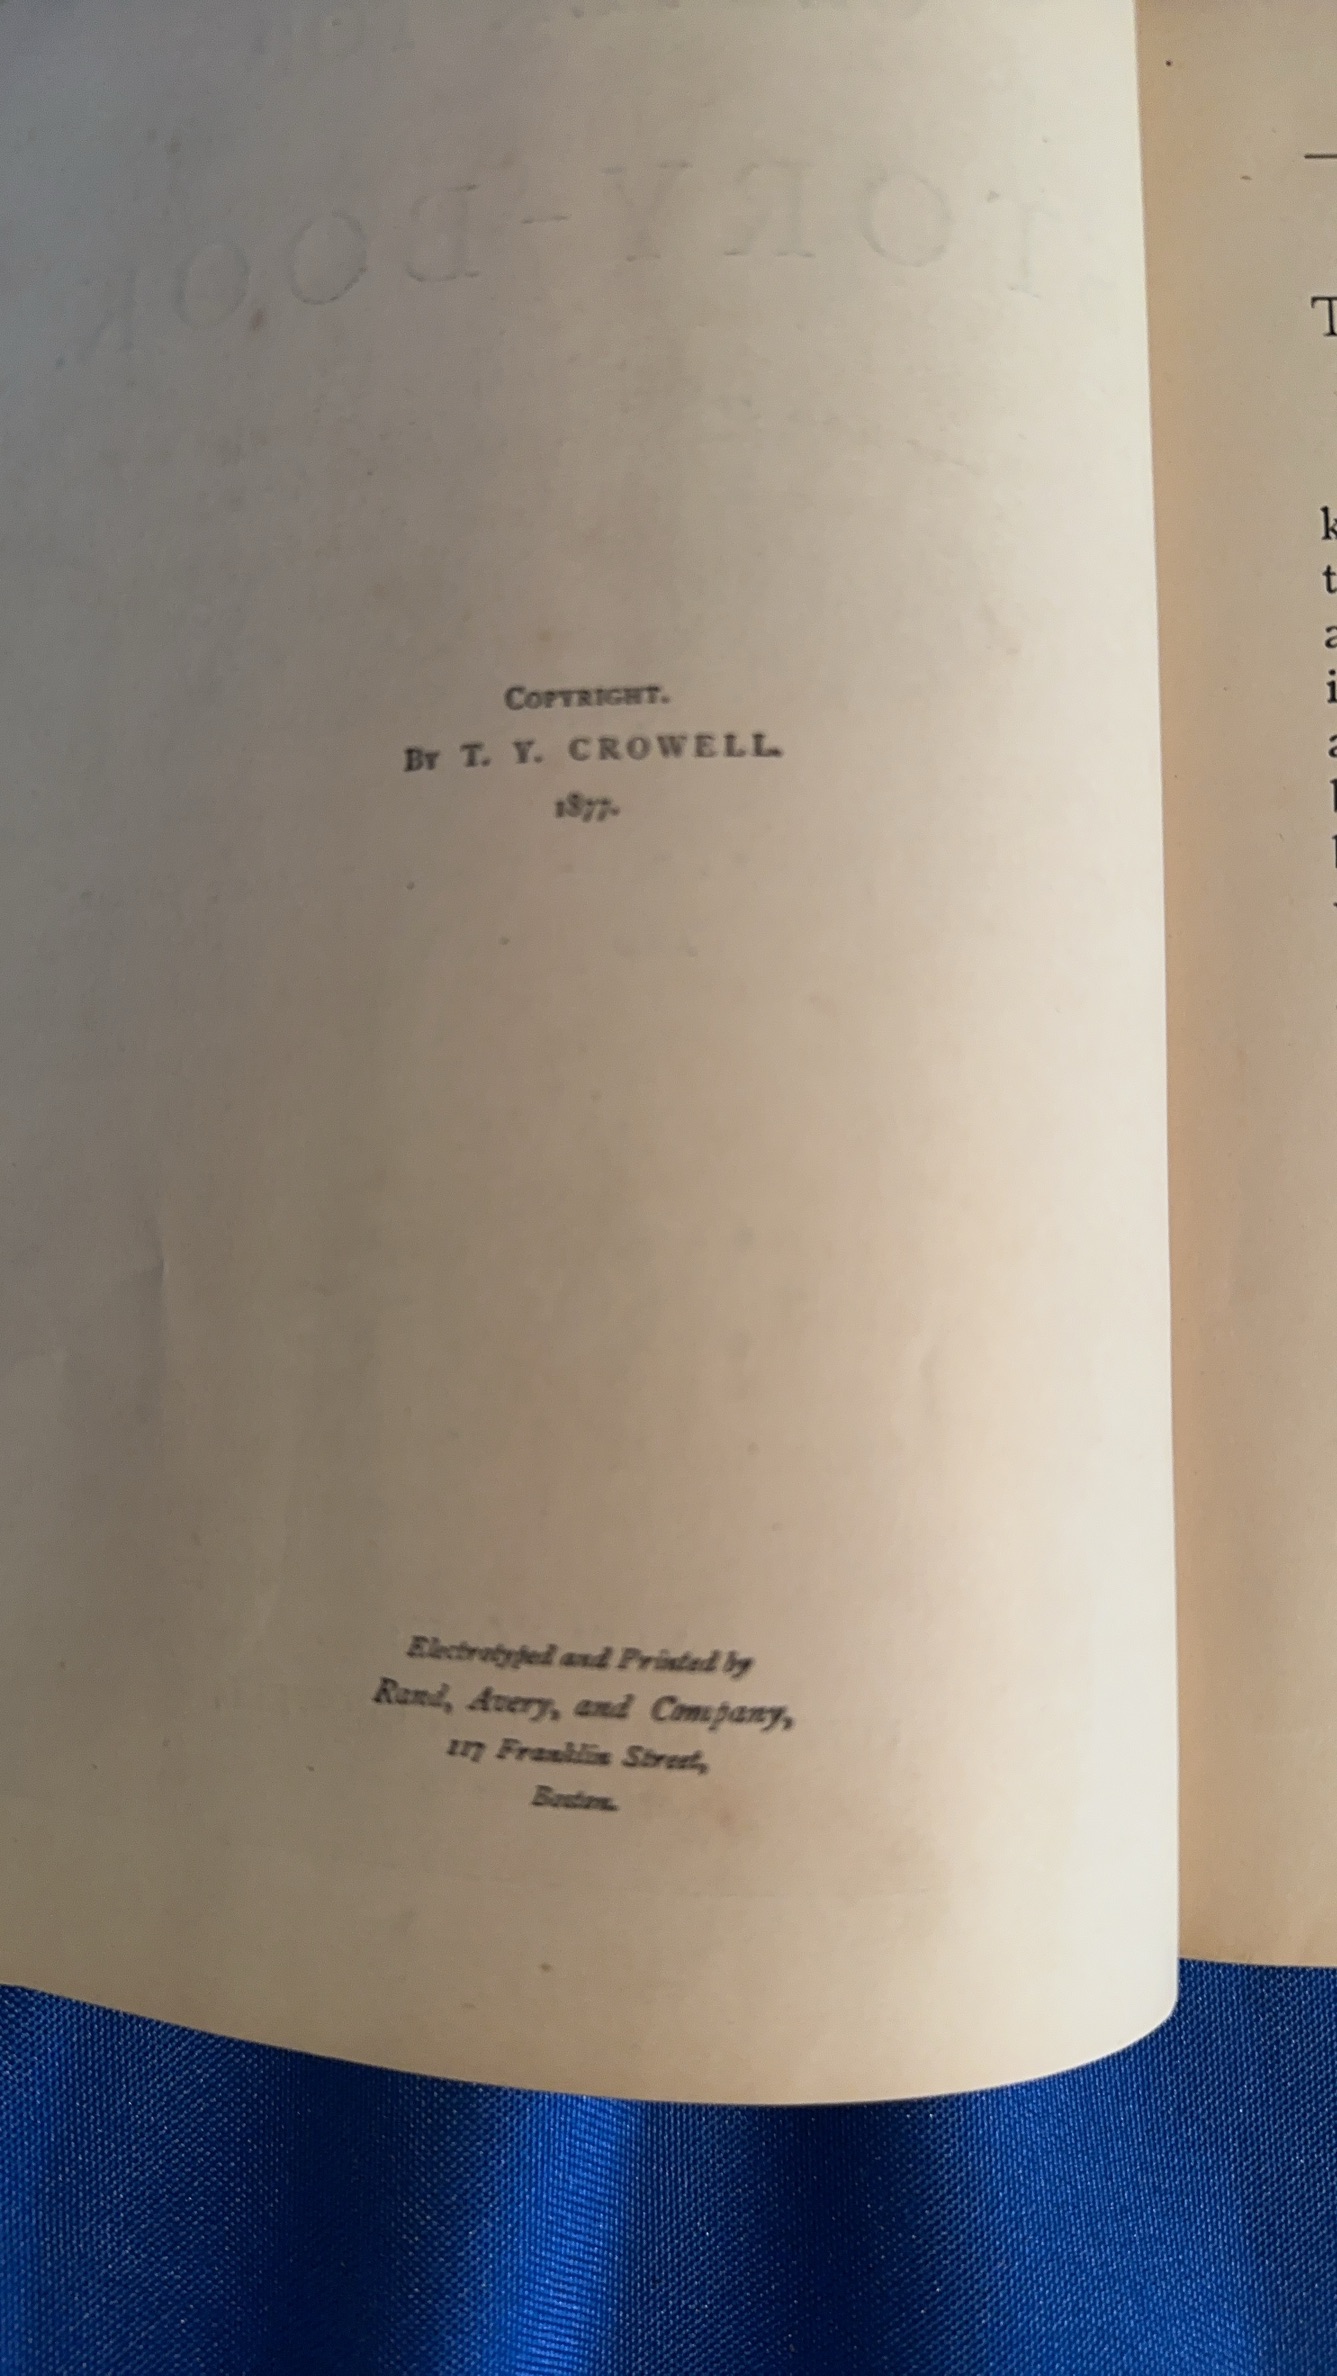 COPYRIGHT.
BY T. Y. CROWELL.
1877.
Electrotyped and Printed by
Rand, Avery, and Company,
117 Franklin Street,
Boston.